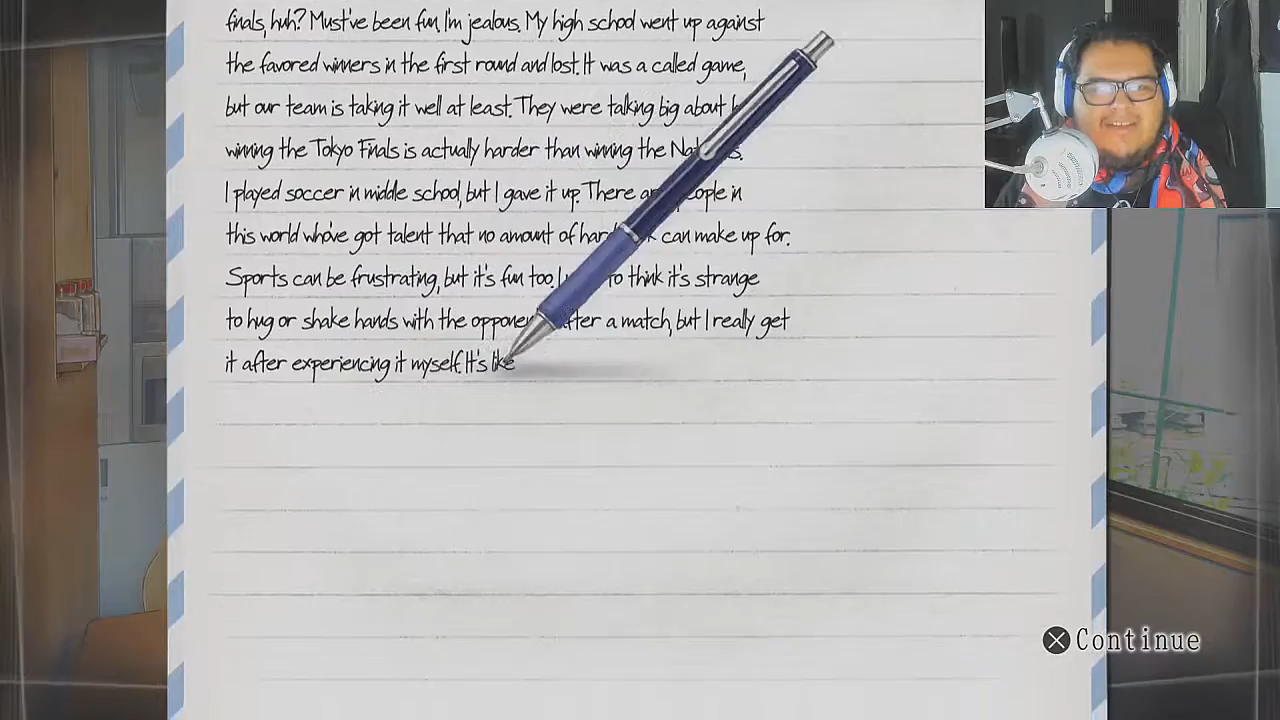 finals, huh? Must've been fun. I'm jealous. My high school went up against
the favored winners in the first round and lost. It was a called game,
but our team is taking it well at least. They were talking big about
winning the Tokyo Finals is actually harder than winning the
I played soccer in middle school, but I gave it up. There people in
this world who've got talent that no amount of can make up for.
Sports can be frustrating, but it's fun too. I to think it's strange
to hug or shake hands with the after a match, but I really get
it after experiencing it myself. It's like
Continue